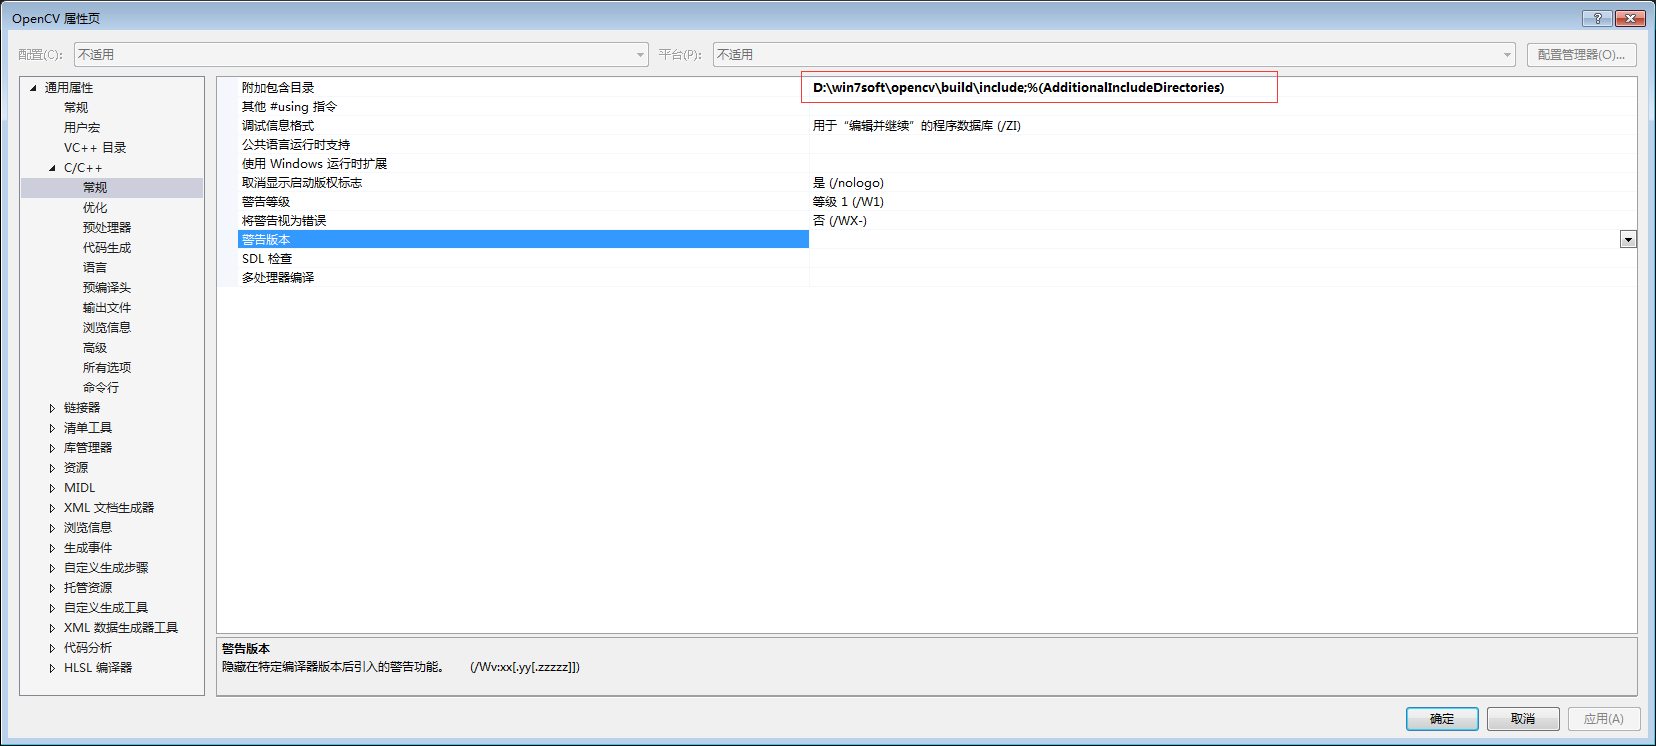 OpenCV 属性页
配置(C): 不适用 平台(P): 不适用 配置管理器(O)...
通用属性
常规
用户宏
VC++ 目录
C/C++
常规
优化
预处理器
代码生成
语言
预编译头
输出文件
浏览信息
高级
所有选项
命令行
链接器
清单工具
库管理器
资源
MIDL
XML 文档生成器
浏览信息
生成事件
自定义生成步骤
托管资源
自定义生成工具
XML 数据生成器工具
代码分析
HLSL 编译器
附加包含目录 D:\win7soft\opencv\build\include;%(AdditionalIncludeDirectories)
其他 #using 指令
调试信息格式 用于“编辑并继续”的程序数据库 (/ZI)
公共语言运行时支持
使用 Windows 运行时扩展
取消显示启动版权标志 是 (/nologo)
警告等级 等级 1 (/W1)
将警告视为错误 否 (/WX-)
警告版本
SDL 检查
多处理器编译
警告版本
隐藏在特定编译器版本后引入的警告功能。 (/Wv:xx[.yy[.zzzzz]])
确定 取消 应用(A)